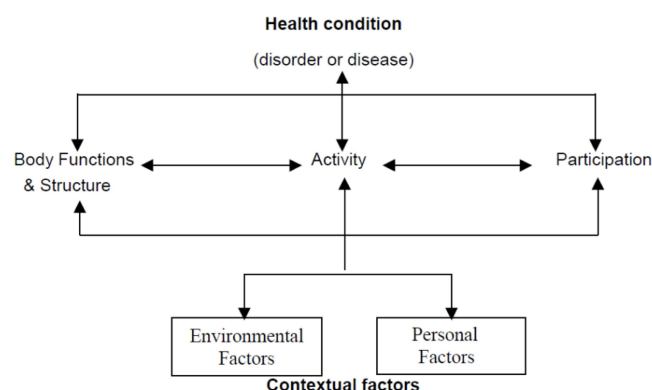 Health condition
(disorder or disease)
Body Functions
& Structure
Activity
Participation
Environmental
Factors
Personal
Factors
Contextual factors